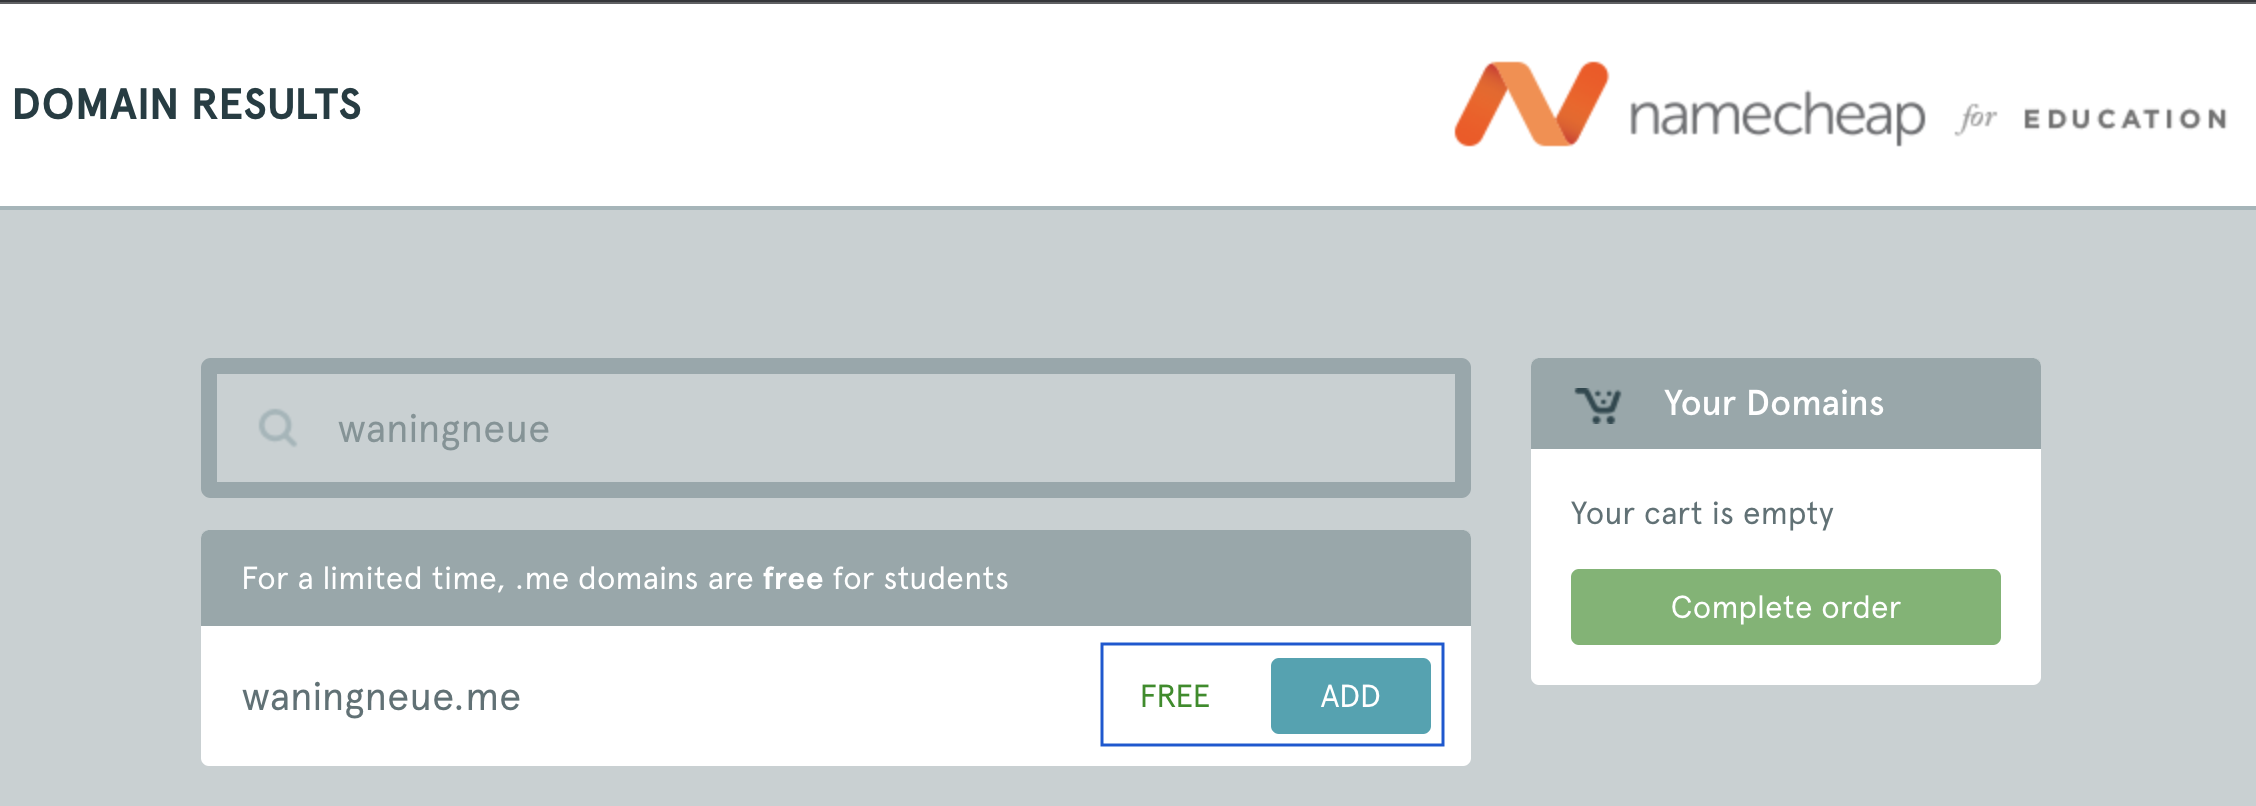 DOMAIN RESULTS
namecheap for EDUCATION
waningneue
For a limited time, .me domains are free for students
waningneue.me
FREE
ADD
Your Domains
Your cart is empty
Complete order